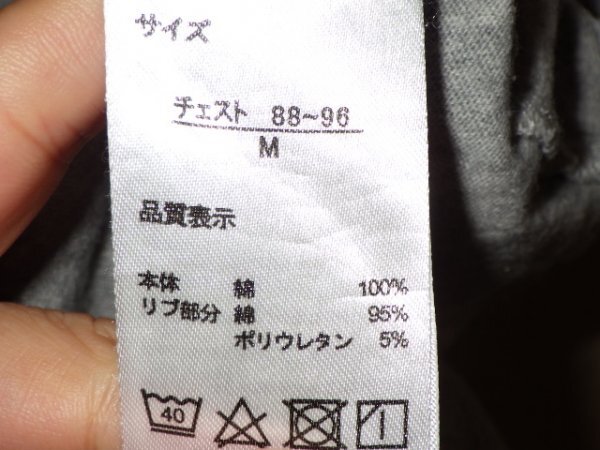 サイズ
チェスト 88~96
M
品質表示
本体 綿 100%
リブ部分 綿 95%
ポリウレタン 5%
40